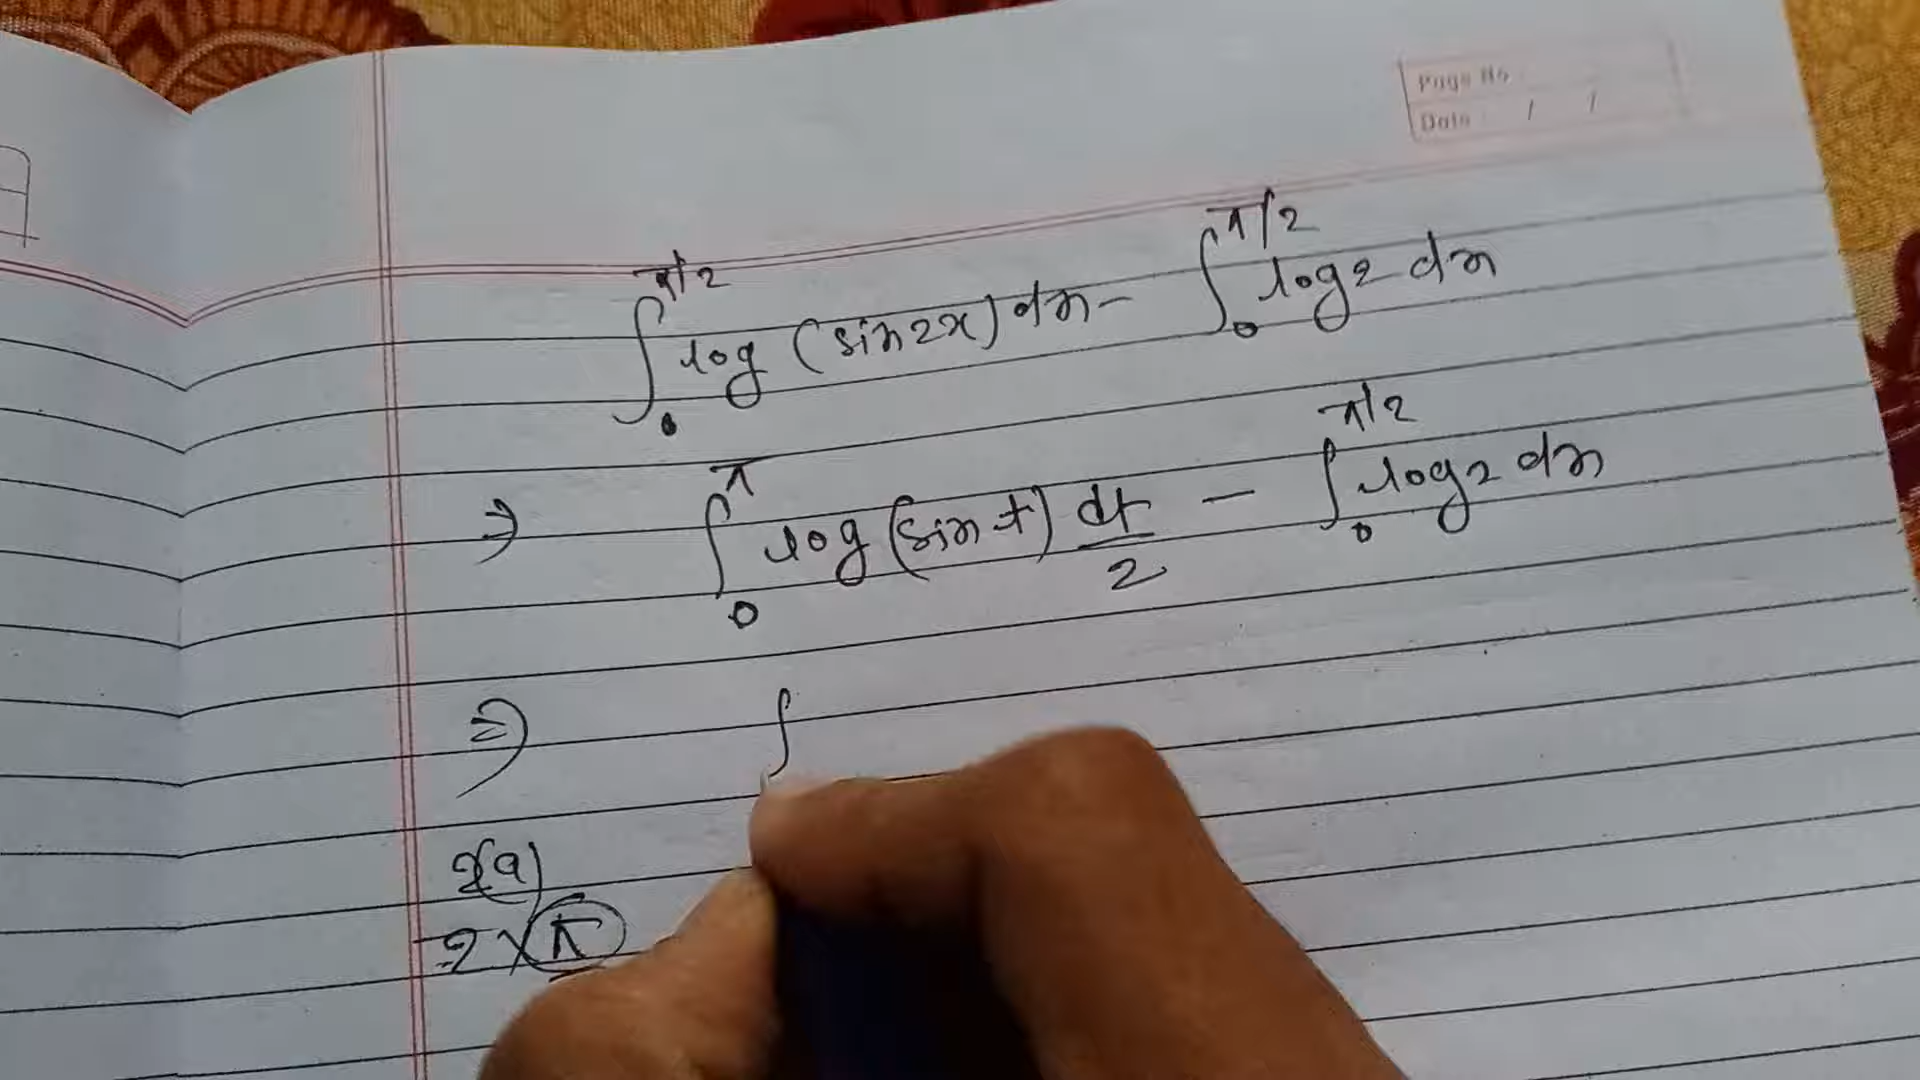 Page No.
Date / /
∫₀^{π/2} log (sin2x) dx - ∫₀^{π/2} log2 dx
⇒ ∫₀^{π} log (sin t) dt/2 - ∫₀^{π/2} log2 dx
⇒ ∫
2(a)
2 × π